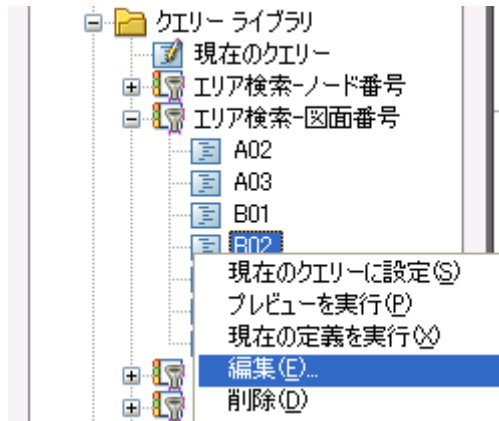 クエリー ライブラリ
現在のクエリー
エリア検索-ノード番号
エリア検索-図面番号
A02
A03
B01
B02
現在のクエリーに設定(S)
プレビューを実行(P)
現在の定義を実行(X)
編集(E)...
削除(D)